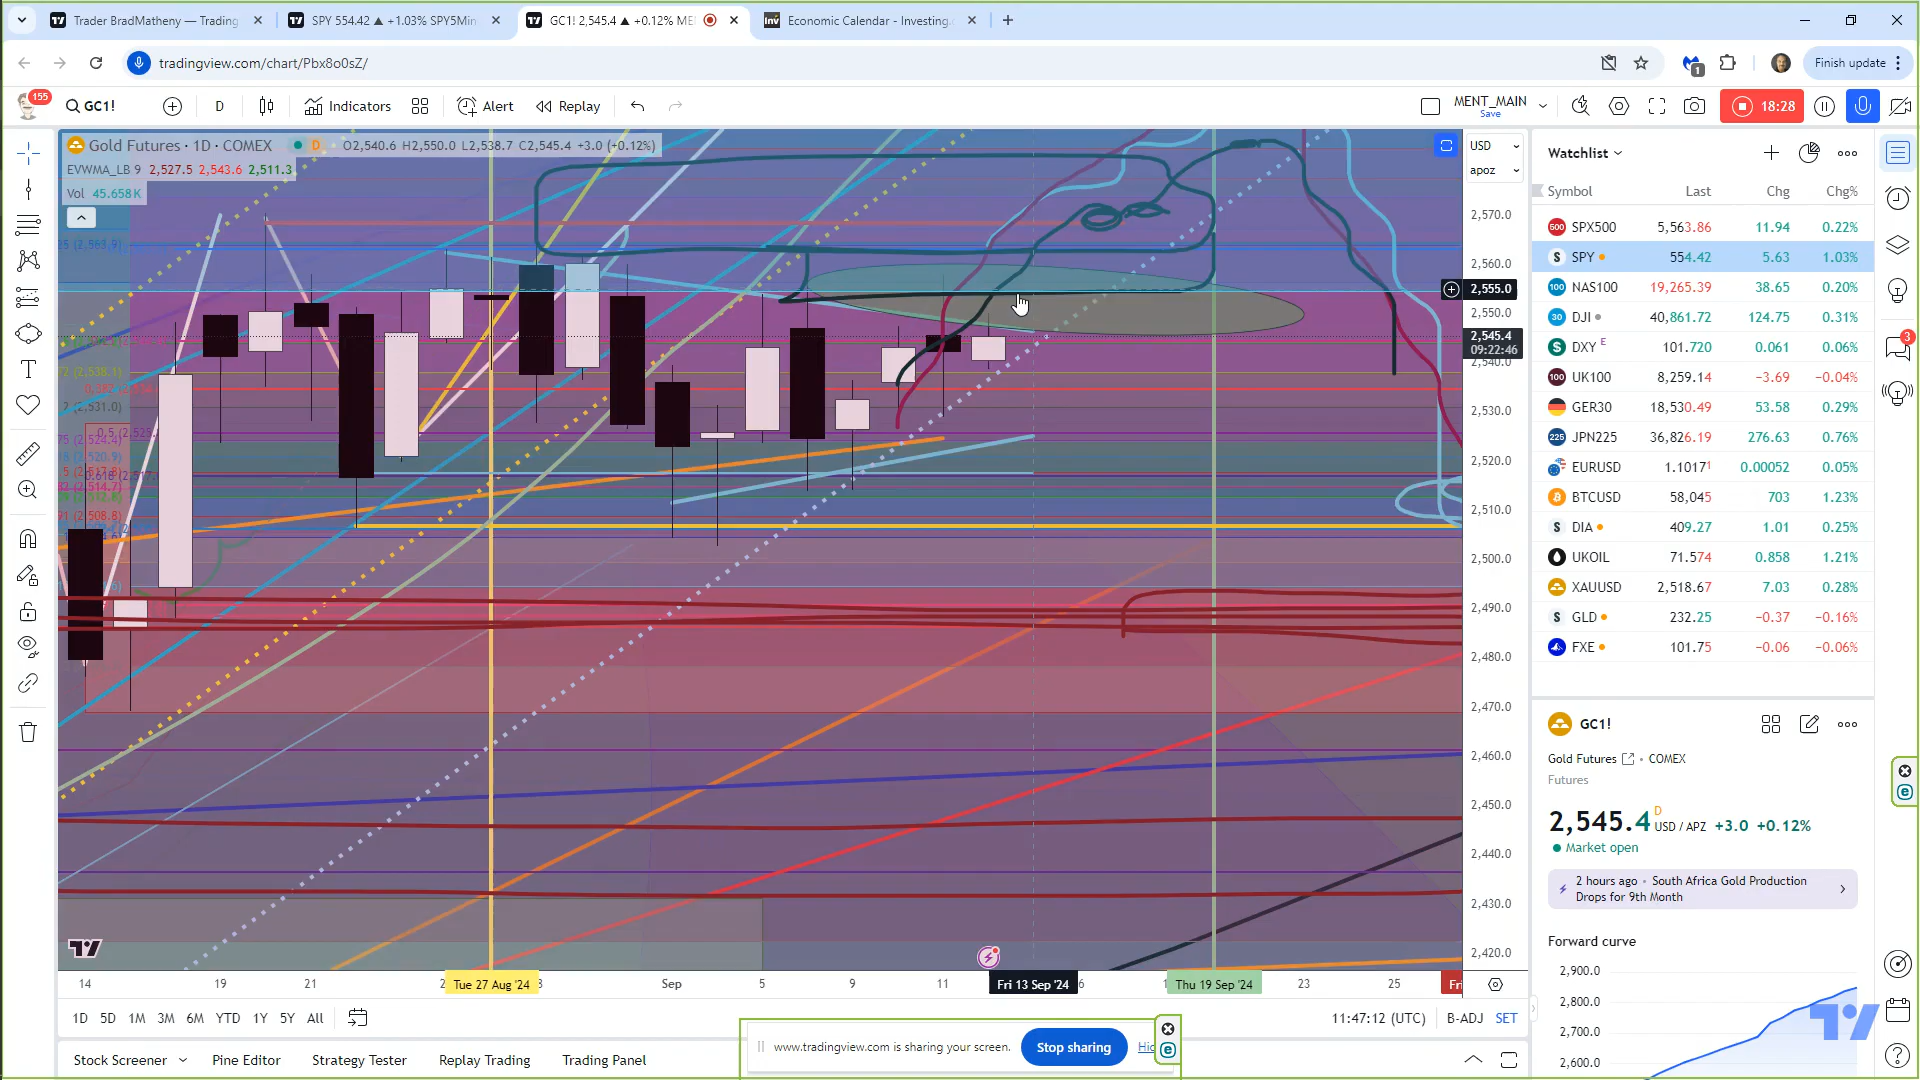 Trader BradMatheny — Trading
SPY 554.42 ▲ +1.03% SPY5Min
GC1! 2,545.4 ▲ +0.12% ME
Economic Calendar - Investing.
tradingview.com/chart/Pbx8o0sZ/
Finish update
155
GC1!
D
Indicators
Alert
Replay
MENT_MAIN
Save
18:28
Gold Futures · 1D · COMEX
D
O2,540.6 H2,550.0 L2,538.7 C2,545.4 +3.0 (+0.12%)
EVWMA_LB 9 2,527.5 2,543.6 2,511.3
Vol 45.658K
USD
apoz
2,570.0
2,560.0
2,555.0
2,550.0
2,545.4
09:22:46
2,540.0
2,530.0
2,520.0
2,510.0
2,500.0
2,490.0
2,480.0
2,470.0
2,460.0
2,450.0
2,440.0
2,430.0
2,420.0
14
19
21
Tue 27 Aug '24
Sep
5
9
11
Fri 13 Sep '24
Thu 19 Sep '24
23
25
Fri
1D 5D 1M 3M 6M YTD 1Y 5Y All
11:47:12 (UTC)
B-ADJ
SET
Stock Screener
Pine Editor
Strategy Tester
Replay Trading
Trading Panel
www.tradingview.com is sharing your screen.
Stop sharing
Watchlist
Symbol Last Chg Chg%
SPX500 5,563.86 11.94 0.22%
SPY 554.42 5.63 1.03%
NAS100 19,265.39 38.65 0.20%
DJI 40,861.72 124.75 0.31%
DXY E 101.720 0.061 0.06%
UK100 8,259.14 −3.69 −0.04%
GER30 18,530.49 53.58 0.29%
JPN225 36,826.19 276.63 0.76%
EURUSD 1.10171 0.00052 0.05%
BTCUSD 58,045 703 1.23%
DIA 409.27 1.01 0.25%
UKOIL 71.574 0.858 1.21%
XAUUSD 2,518.67 7.03 0.28%
GLD 232.25 −0.37 −0.16%
FXE 101.75 −0.06 −0.06%
GC1!
Gold Futures · COMEX
Futures
2,545.4 D USD / APZ +3.0 +0.12%
Market open
2 hours ago · South Africa Gold Production
Drops for 9th Month
Forward curve
2,900.0
2,800.0
2,700.0
2,600.0